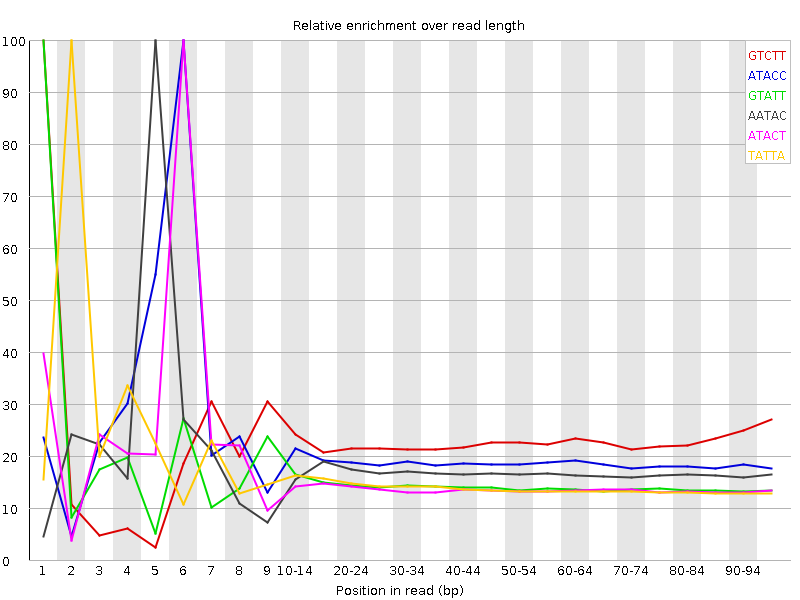 Relative enrichment over read length
100
90
80
70
60
50
40
30
20
10
0
GTCTT
ATACC
GTATT
AATAC
ATACT
TATTA
1 2 3 4 5 6 7 8 9 10-14 20-24 30-34 40-44 50-54 60-64 70-74 80-84 90-94
Position in read (bp)